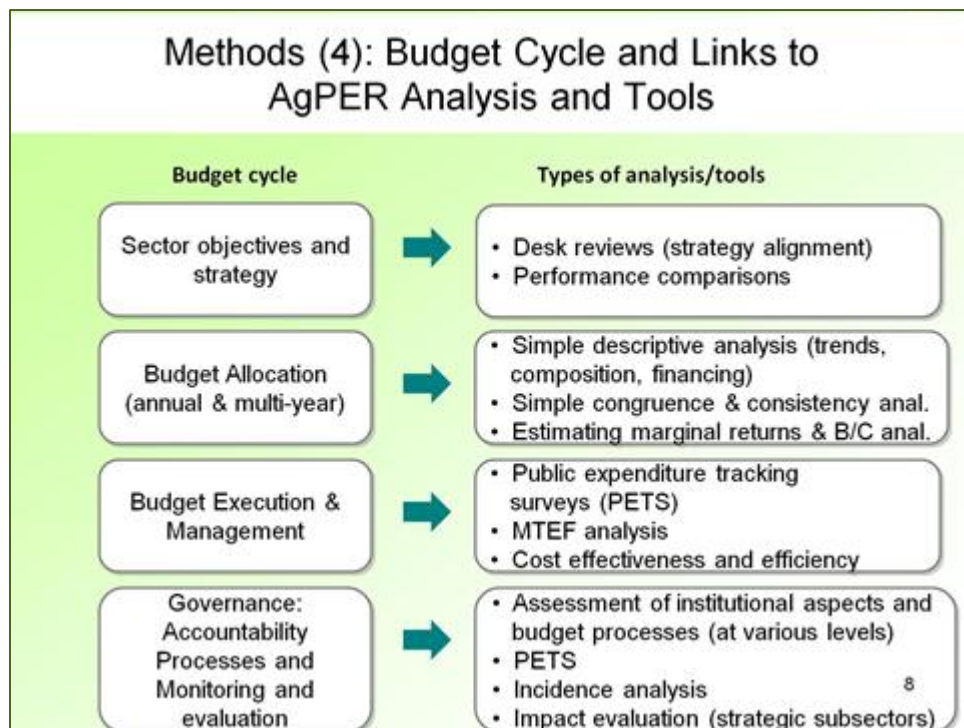 Methods (4): Budget Cycle and Links to
AgPER Analysis and Tools
Budget cycle
Types of analysis/tools
Sector objectives and
strategy
• Desk reviews (strategy alignment)
• Performance comparisons
Budget Allocation
(annual & multi-year)
• Simple descriptive analysis (trends,
composition, financing)
• Simple congruence & consistency anal.
• Estimating marginal returns & B/C anal.
Budget Execution &
Management
• Public expenditure tracking
surveys (PETS)
• MTEF analysis
• Cost effectiveness and efficiency
Governance:
Accountability
Processes and
Monitoring and
evaluation
• Assessment of institutional aspects and
budget processes (at various levels)
• PETS
• Incidence analysis
• Impact evaluation (strategic subsectors)
8